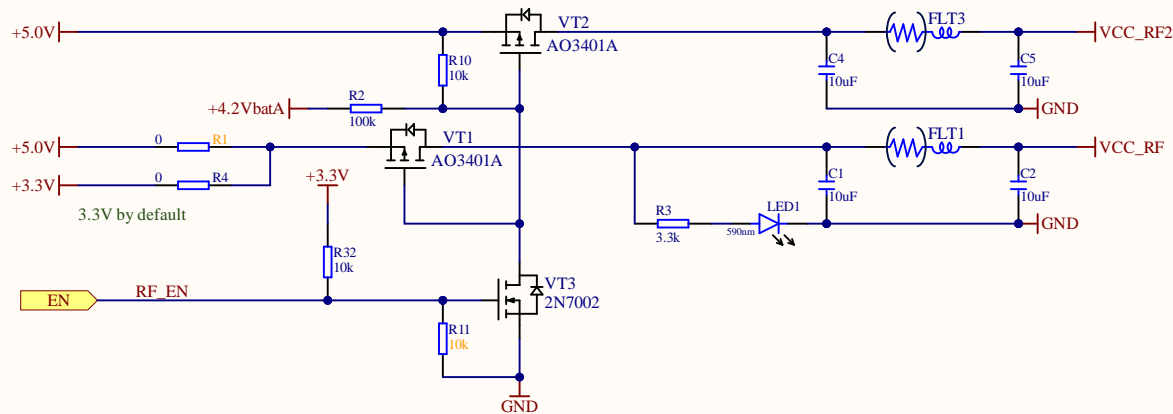 VT2
AO3401A
+5.0V
FLT3
VCC_RF2
R10
10k
C4
10uF
C5
10uF
R2
100k
+4.2VbatA
GND
VT1
AO3401A
+5.0V
0
R1
FLT1
VCC_RF
+3.3V
0
R4
+3.3V
3.3V by default
C1
10uF
C2
10uF
R3
3.3k
590nm
LED1
GND
R32
10k
VT3
2N7002
EN
RF_EN
R11
10k
GND